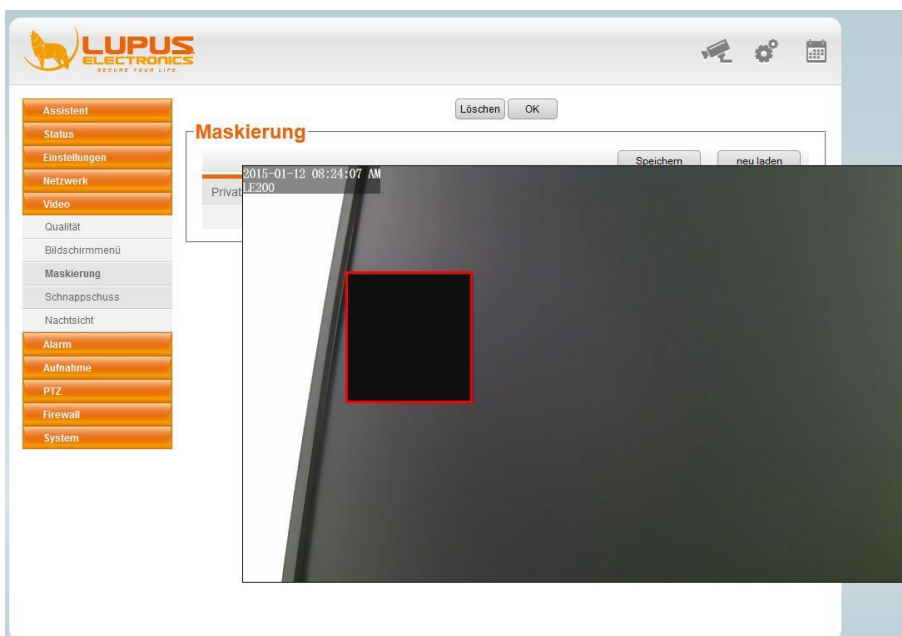 LUPUS
ELECTRONICS
SECURE YOUR LIFE.
Löschen OK
Assistent
Status
Einstellungen
Netzwerk
Video
Qualität
Bildschirmmenü
Maskierung
Schnappschuss
Nachtsicht
Alarm
Aufnahme
PTZ
Firewall
System
Maskierung
Speichern neu laden
2015-01-12 08:24:07 AM
LE200